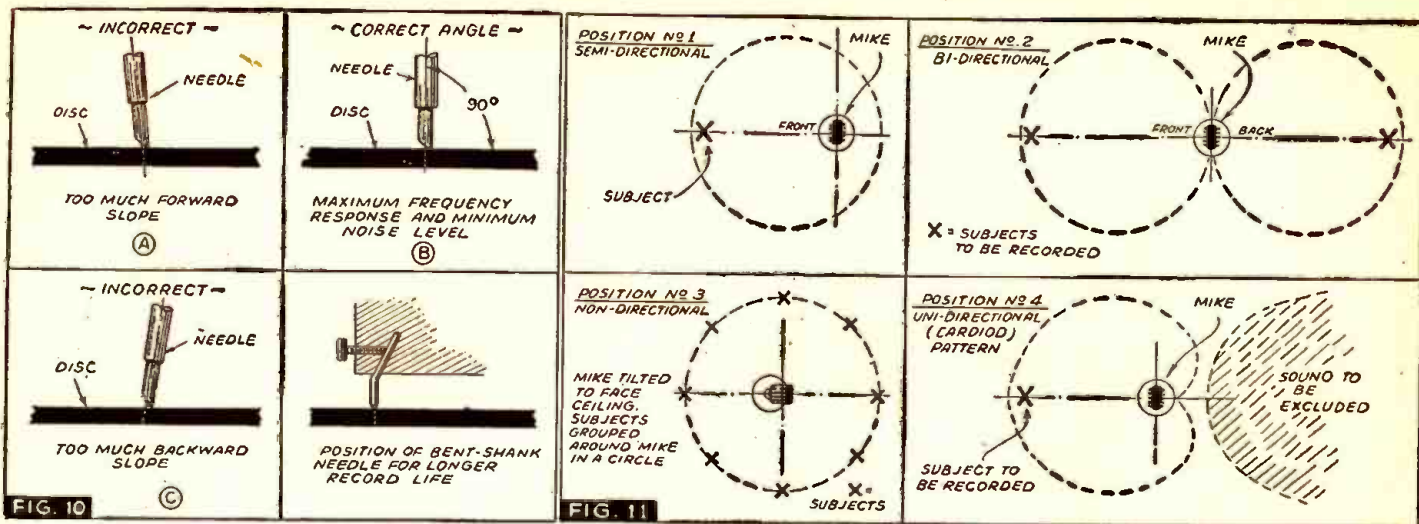 ~ INCORRECT ~
NEEDLE
DISC
TOO MUCH FORWARD
SLOPE
A
~ CORRECT ANGLE ~
NEEDLE
90°
DISC
MAXIMUM FREQUENCY
RESPONSE AND MINIMUM
NOISE LEVEL
B
~ INCORRECT ~
NEEDLE
DISC
TOO MUCH BACKWARD
SLOPE
C
POSITION OF BENT-SHANK
NEEDLE FOR LONGER
RECORD LIFE
FIG. 10
POSITION Nº 1
SEMI-DIRECTIONAL
MIKE
FRONT
X
SUBJECT
POSITION Nº 2
BI-DIRECTIONAL
MIKE
X
FRONT
BACK
X
X = SUBJECTS
TO BE RECORDED
POSITION Nº 3
NON-DIRECTIONAL
X
X
X
X
X
X
X
X
MIKE TILTED
TO FACE
CEILING.
SUBJECTS
GROUPED
AROUND MIKE
IN A CIRCLE
X =
SUBJECTS
FIG. 11
POSITION Nº 4
UNI-DIRECTIONAL
(CARDIOD)
PATTERN
MIKE
X
SOUND TO
BE
EXCLUDED
SUBJECT TO
BE RECORDED